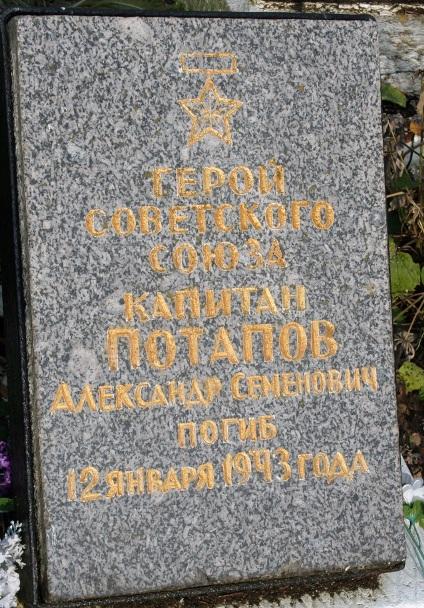 ГЕРОЙ
СОВЕТСКОГО
СОЮЗА
КАПИТАН
ПОТАПОВ
АЛЕКСАНДР СЕМЕНОВИЧ
ПОГИБ
12 ЯНВАРЯ 1943 ГОДА